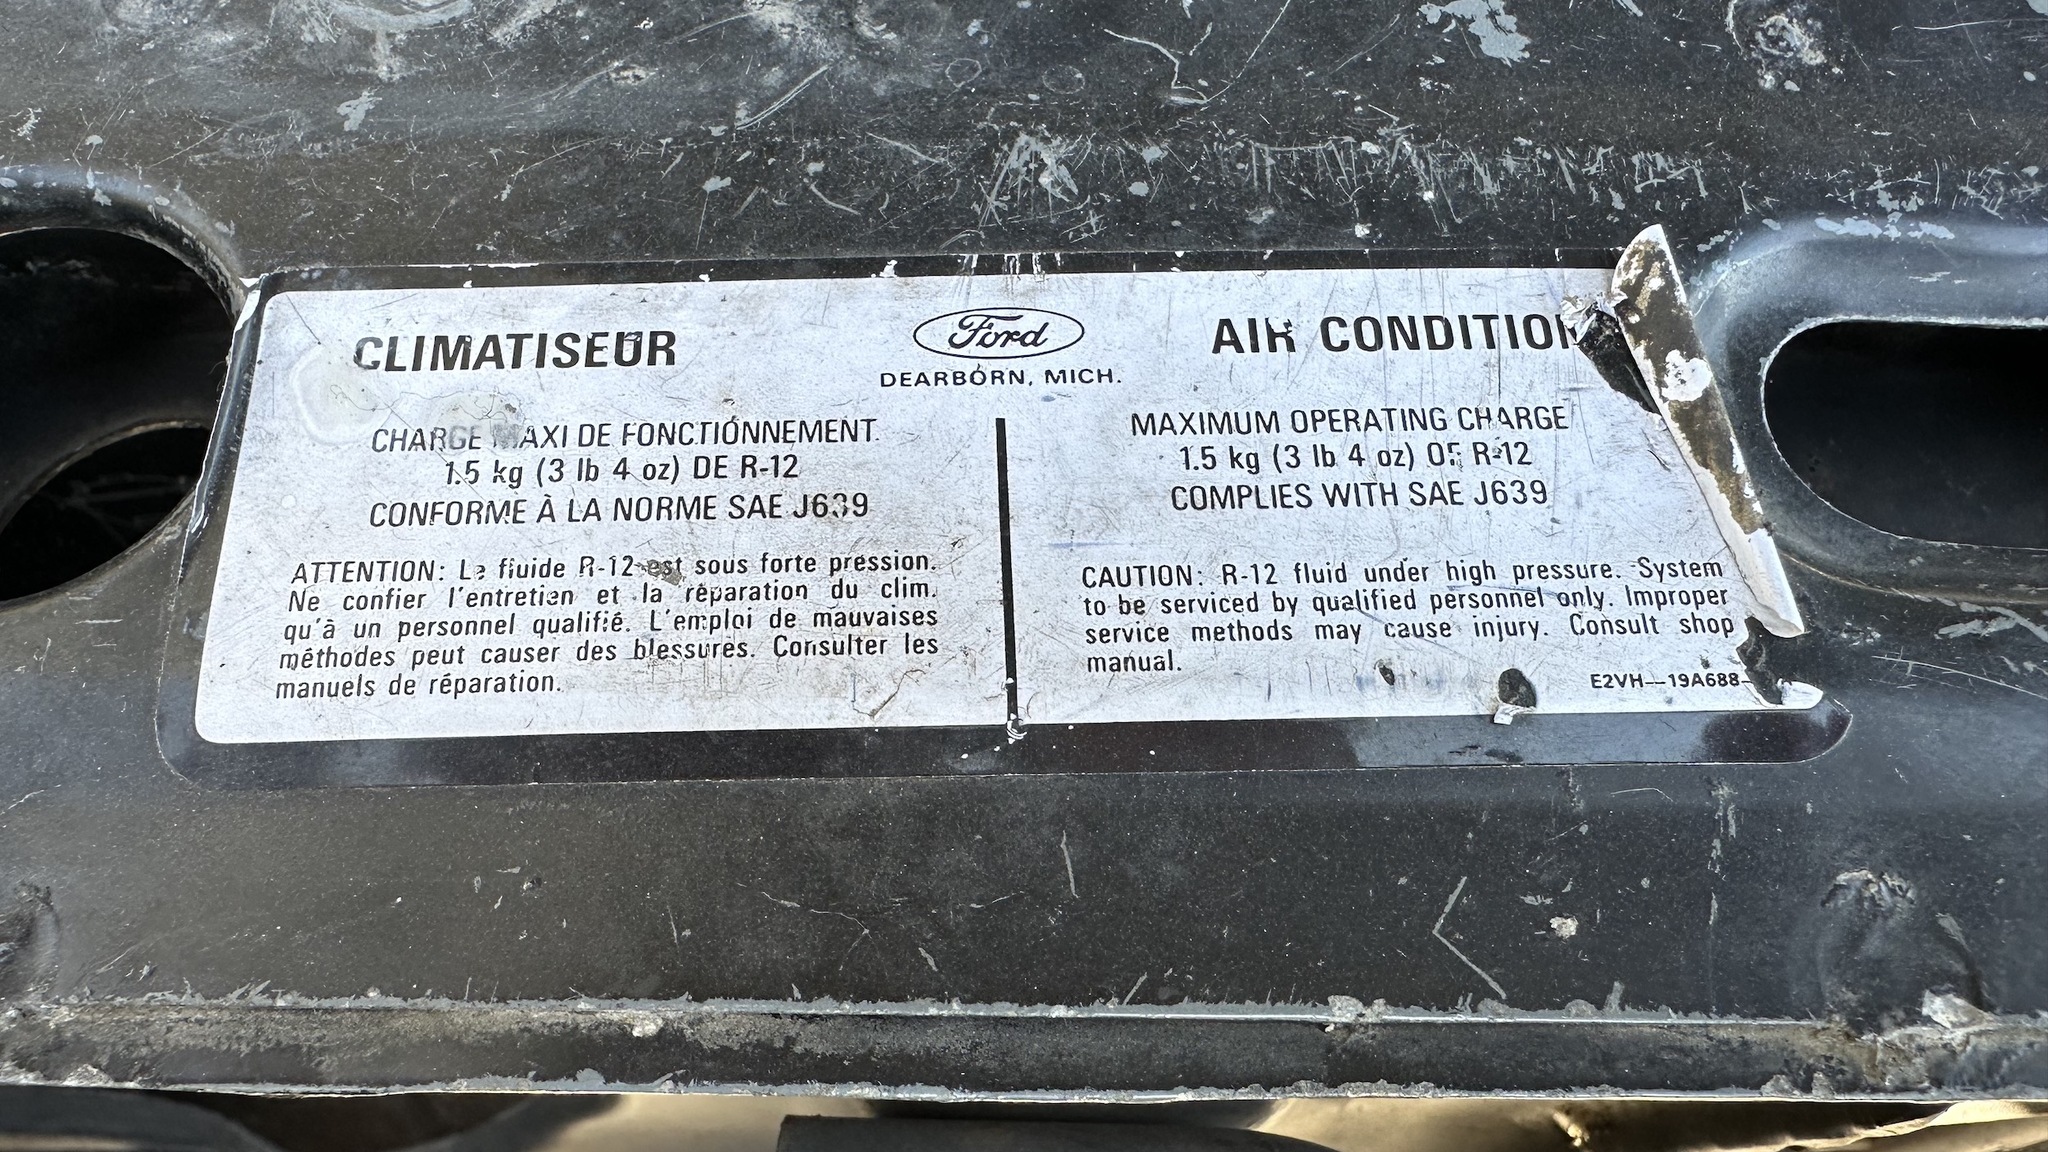 Ford
DEARBORN, MICH.
CLIMATISEUR
CHARGE MAXI DE FONCTIONNEMENT
1.5 kg (3 lb 4 oz) DE R-12
CONFORME À LA NORME SAE J639
ATTENTION: Le fluide R-12 est sous forte pression.
Ne confier l'entretien et la réparation du clim.
qu'à un personnel qualifié. L'emploi de mauvaises
méthodes peut causer des blessures. Consulter les
manuels de réparation.
AIR CONDITION
MAXIMUM OPERATING CHARGE
1.5 kg (3 lb 4 oz) OF R-12
COMPLIES WITH SAE J639
CAUTION: R-12 fluid under high pressure. System
to be serviced by qualified personnel only. Improper
service methods may cause injury. Consult shop
manual.
E2VH-19A688-